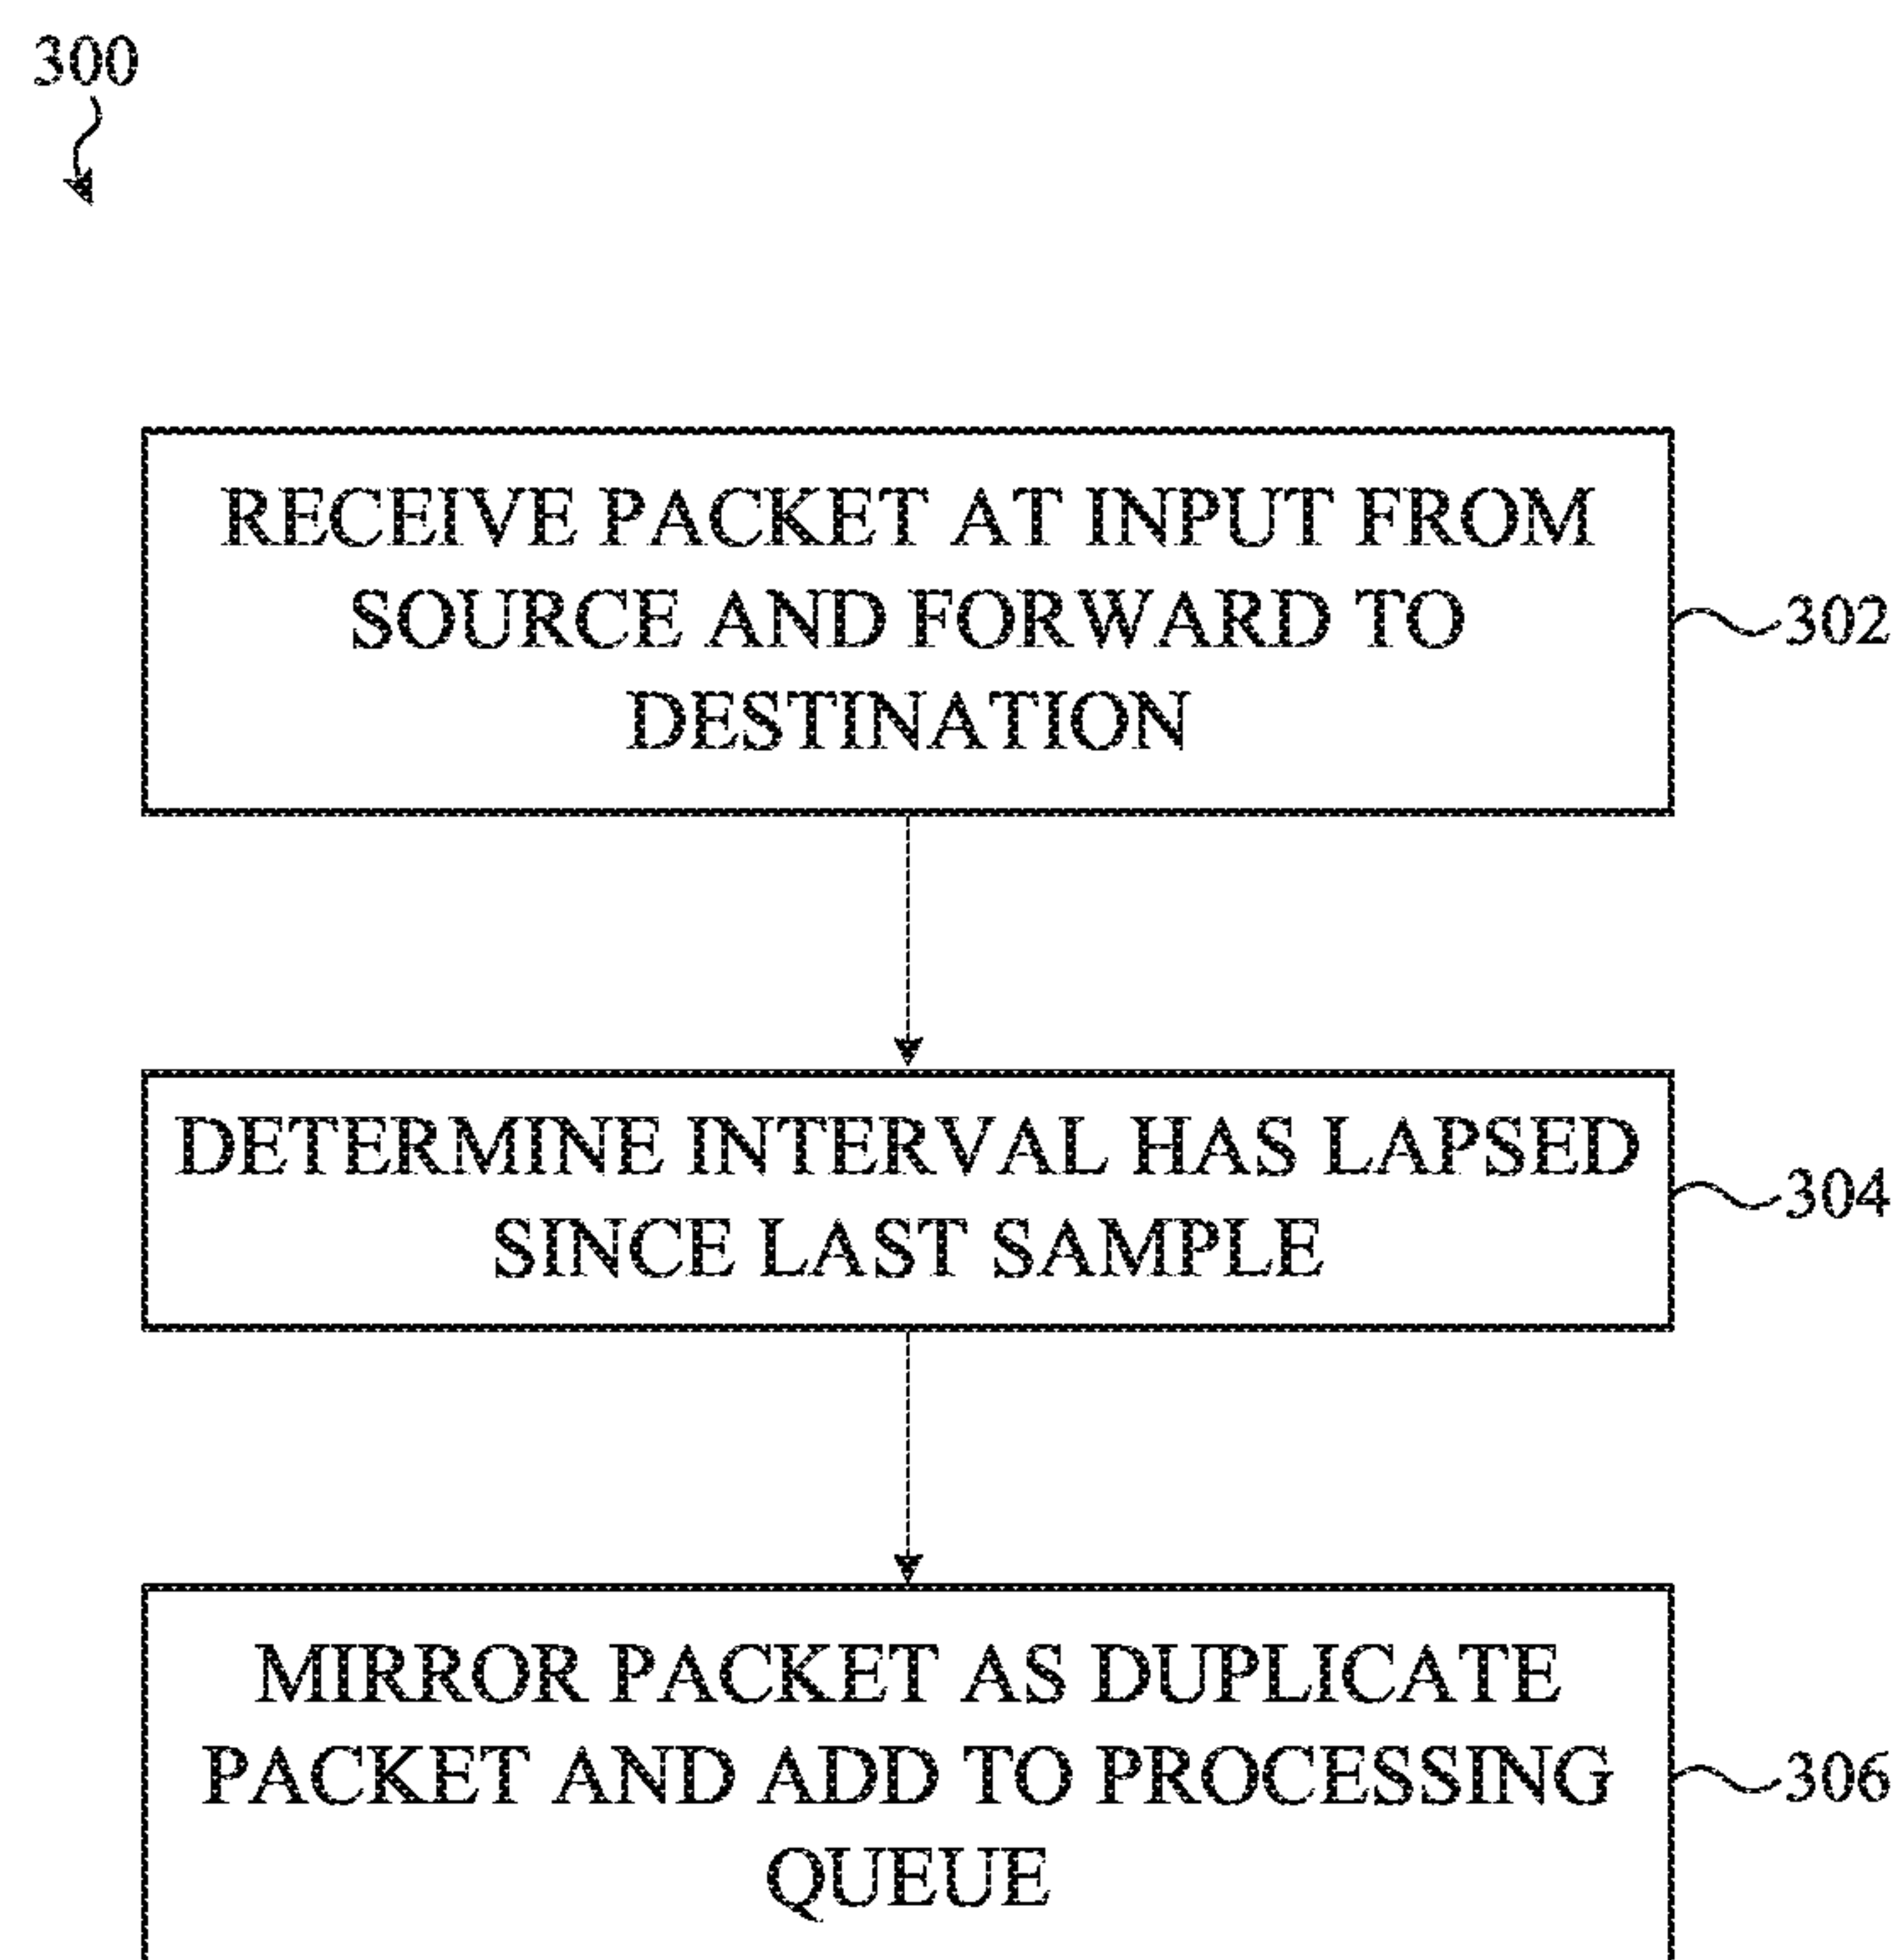 300
RECEIVE PACKET AT INPUT FROM
SOURCE AND FORWARD TO
DESTINATION
302
DETERMINE INTERVAL HAS LAPSED
SINCE LAST SAMPLE
304
MIRROR PACKET AS DUPLICATE
PACKET AND ADD TO PROCESSING
QUEUE
306